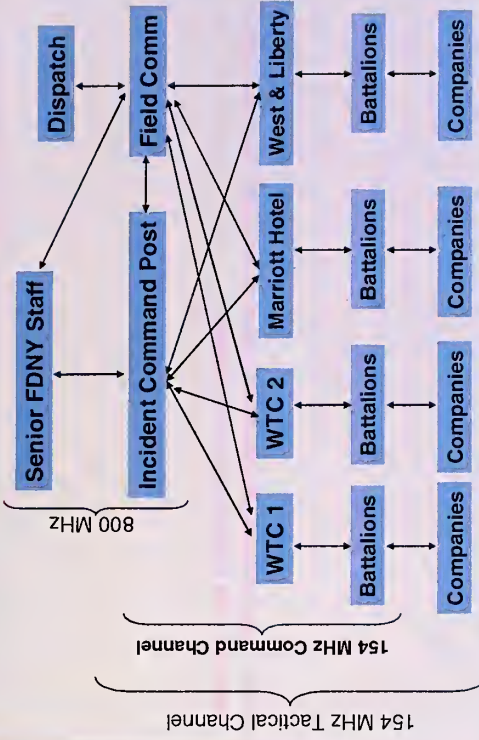 Dispatch
Senior FDNY Staff
800 MHz
Incident Command Post
Field Comm
154 MHz Command Channel
154 MHz Tactical Channel
WTC 1
WTC 2
Marriott Hotel
West & Liberty
Battalions
Battalions
Battalions
Battalions
Companies
Companies
Companies
Companies